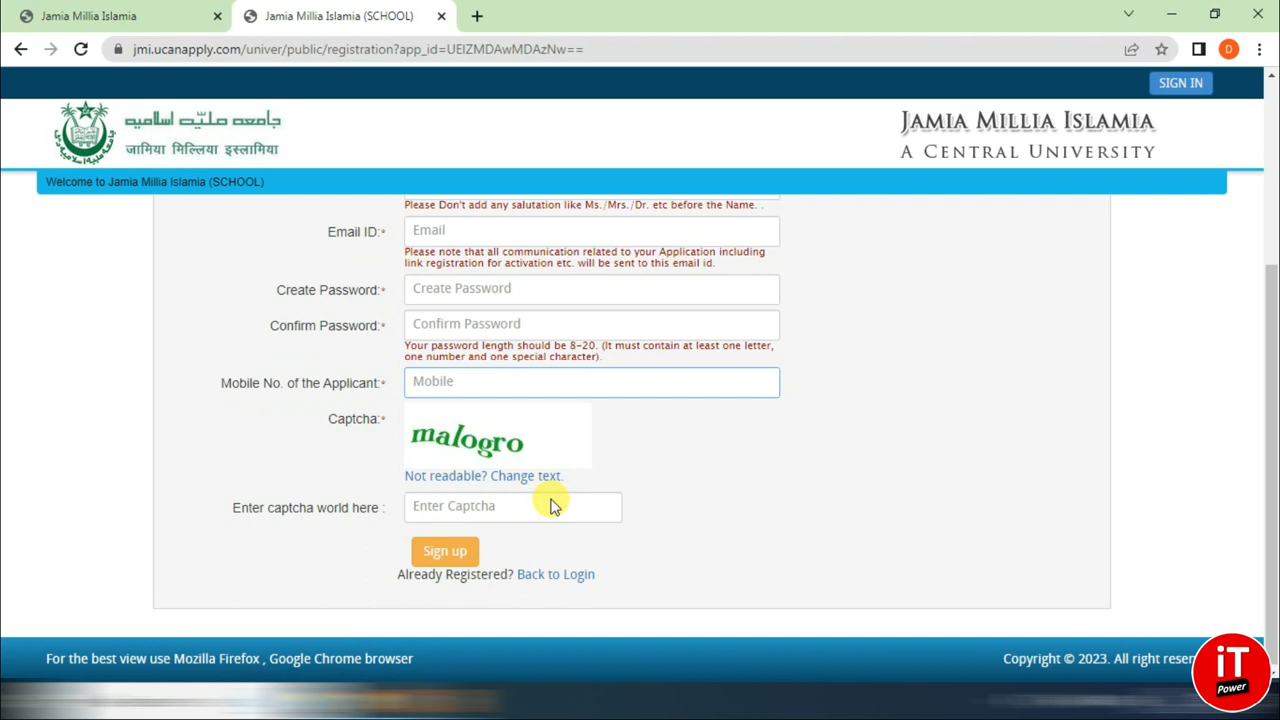 Jamia Millia Islamia
Jamia Millia Islamia (SCHOOL)
jmi.ucanapply.com/univer/public/registration?app_id=UElZMDAwMDAzNw==
D
SIGN IN
جامعہ ملیہ اسلامیہ
जामिया मिल्लिया इस्लामिया
JAMIA MILLIA ISLAMIA
A CENTRAL UNIVERSITY
Welcome to Jamia Millia Islamia (SCHOOL)
Please Don't add any salutation like Ms./Mrs./Dr. etc before the Name. .
Email ID:*
Email
Please note that all communication related to your Application including
link registration for activation etc. will be sent to this email id.
Create Password:*
Create Password
Confirm Password:*
Confirm Password
Your password length should be 8-20. (It must contain at least one letter,
one number and one special character).
Mobile No. of the Applicant:*
Mobile
Captcha:*
malogro
Not readable? Change text.
Enter captcha world here :
Enter Captcha
Sign up
Already Registered? Back to Login
For the best view use Mozilla Firefox , Google Chrome browser
Copyright © 2023. All right
iT
Power